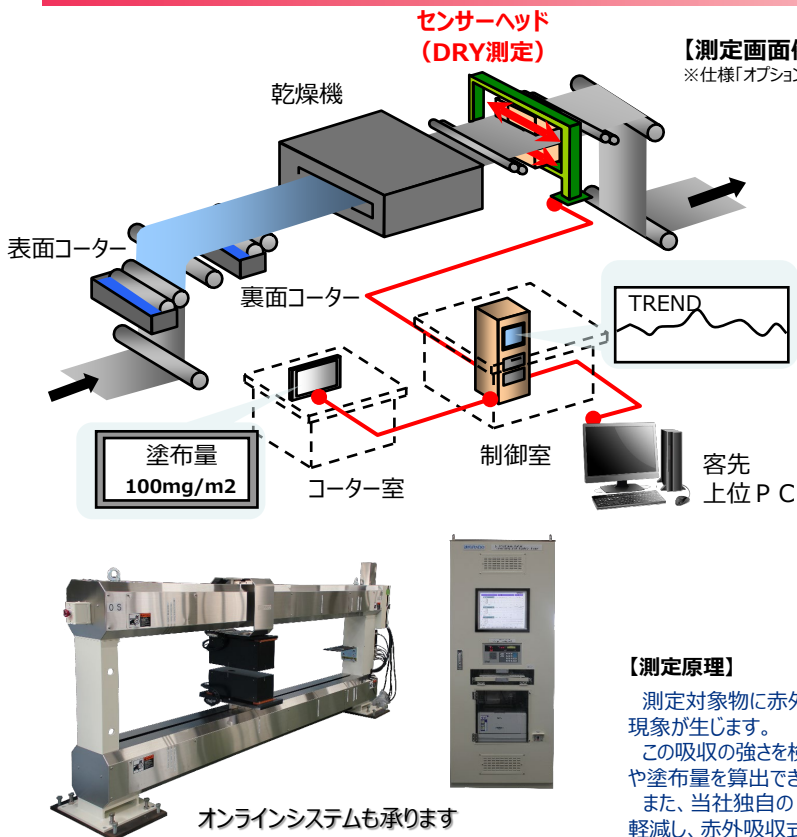 センサーヘッド
（DRY測定）
【測定画面
※仕様「オプション
乾燥機
表面コーター
裏面コーター
TREND
塗布量
100mg/m2
コーター室
制御室
客先
上位ＰＣ
OS
オンラインシステムも承ります
【測定原理】
測定対象物に赤外
現象が生じます。
この吸収の強さを検
や塗布量を算出でき
また、当社独自の
軽減し、赤外吸収式